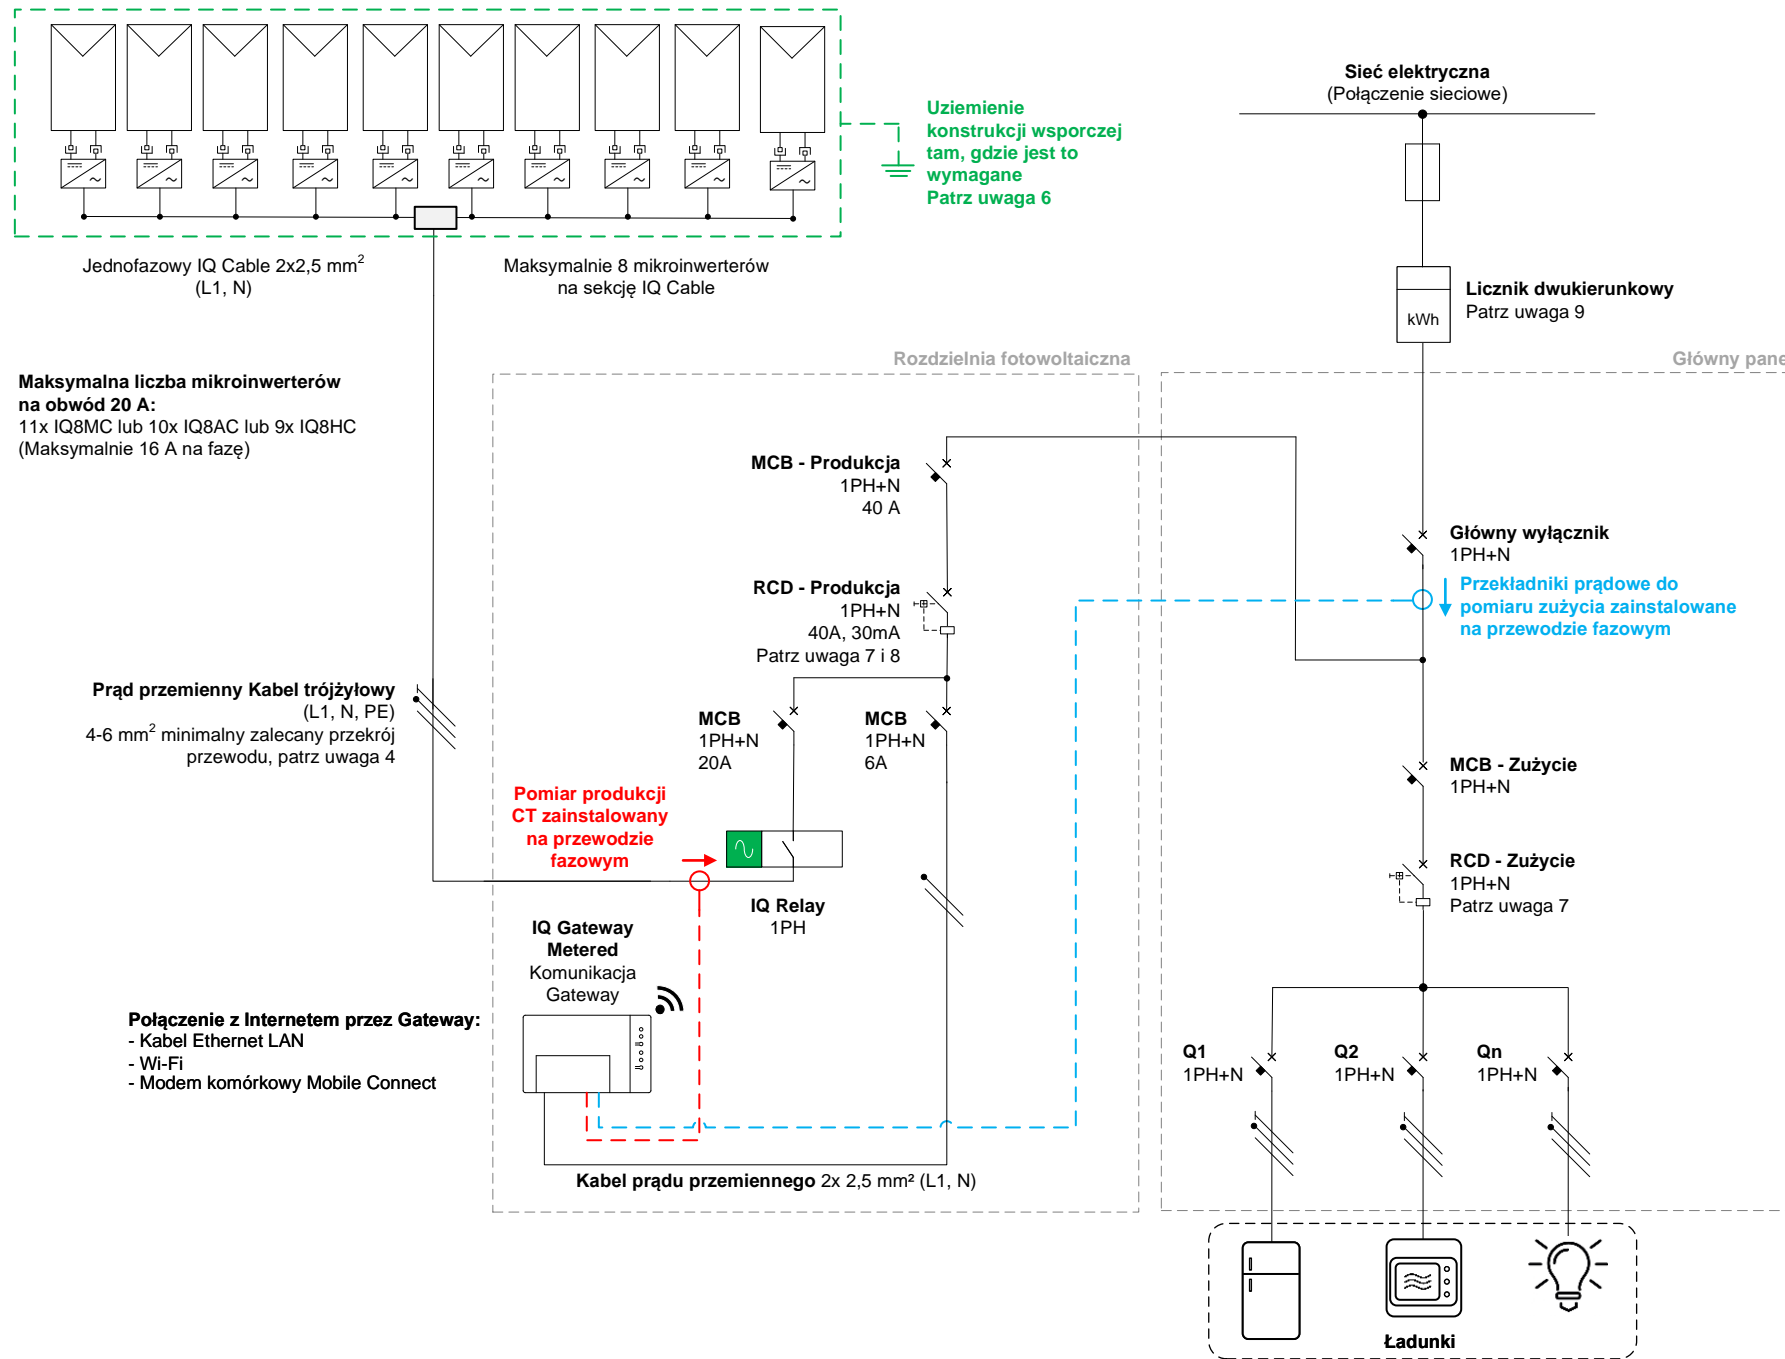 Sieć elektryczna
(Połączenie sieciowe)
Uziemienie
konstrukcji wsporczej
tam, gdzie jest to
wymagane
Patrz uwaga 6
Jednofazowy IQ Cable 2x2,5 mm²
(L1, N)
Maksymalnie 8 mikroinwerterów
na sekcję IQ Cable
kWh
Licznik dwukierunkowy
Patrz uwaga 9
Maksymalna liczba mikroinwerterów
na obwód 20 A:
11x IQ8MC lub 10x IQ8AC lub 9x IQ8HC
(Maksymalnie 16 A na fazę)
Rozdzielnia fotowoltaiczna
Główny pane
MCB - Produkcja
1PH+N
40 A
Główny wyłącznik
1PH+N
Przekładniki prądowe do
pomiaru zużycia zainstalowane
na przewodzie fazowym
RCD - Produkcja
1PH+N
40A, 30mA
Patrz uwaga 7 i 8
Prąd przemienny Kabel trójżyłowy
(L1, N, PE)
4-6 mm² minimalny zalecany przekrój
przewodu, patrz uwaga 4
MCB
1PH+N
20A
MCB
1PH+N
6A
MCB - Zużycie
1PH+N
Pomiar produkcji
CT zainstalowany
na przewodzie
fazowym
IQ Relay
1PH
RCD - Zużycie
1PH+N
Patrz uwaga 7
IQ Gateway
Metered
Komunikacja
Gateway
Połączenie z Internetem przez Gateway:
- Kabel Ethernet LAN
- Wi-Fi
- Modem komórkowy Mobile Connect
Q1
1PH+N
Q2
1PH+N
Qn
1PH+N
Kabel prądu przemiennego 2x 2,5 mm² (L1, N)
Ładunki